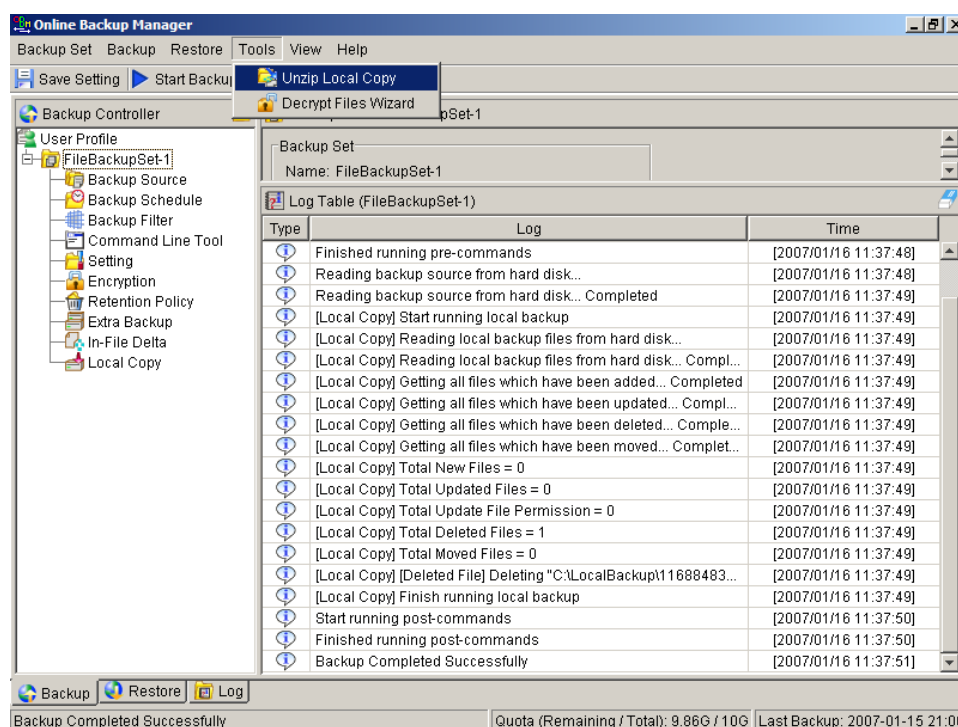 Online Backup Manager
Backup Set Backup Restore Tools View Help
Save Setting Start Backup
Unzip Local Copy
Decrypt Files Wizard
Backup Controller
User Profile
FileBackupSet-1
Backup Source
Backup Schedule
Backup Filter
Command Line Tool
Setting
Encryption
Retention Policy
Extra Backup
In-File Delta
Local Copy
pSet-1
Backup Set
Name: FileBackupSet-1
Log Table (FileBackupSet-1)
Type Log Time
Finished running pre-commands [2007/01/16 11:37:48]
Reading backup source from hard disk... [2007/01/16 11:37:48]
Reading backup source from hard disk... Completed [2007/01/16 11:37:49]
[Local Copy] Start running local backup [2007/01/16 11:37:49]
[Local Copy] Reading local backup files from hard disk... [2007/01/16 11:37:49]
[Local Copy] Reading local backup files from hard disk... Compl... [2007/01/16 11:37:49]
[Local Copy] Getting all files which have been added... Completed [2007/01/16 11:37:49]
[Local Copy] Getting all files which have been updated... Compl... [2007/01/16 11:37:49]
[Local Copy] Getting all files which have been deleted... Comple... [2007/01/16 11:37:49]
[Local Copy] Getting all files which have been moved... Complet... [2007/01/16 11:37:49]
[Local Copy] Total New Files = 0 [2007/01/16 11:37:49]
[Local Copy] Total Updated Files = 0 [2007/01/16 11:37:49]
[Local Copy] Total Update File Permission = 0 [2007/01/16 11:37:49]
[Local Copy] Total Deleted Files = 1 [2007/01/16 11:37:49]
[Local Copy] Total Moved Files = 0 [2007/01/16 11:37:49]
[Local Copy] [Deleted File] Deleting "C:\LocalBackup\11688483... [2007/01/16 11:37:49]
[Local Copy] Finish running local backup [2007/01/16 11:37:49]
Start running post-commands [2007/01/16 11:37:50]
Finished running post-commands [2007/01/16 11:37:50]
Backup Completed Successfully [2007/01/16 11:37:51]
Backup Restore Log
Backup Completed Successfully Quota (Remaining / Total): 9.86G / 10G Last Backup: 2007-01-15 21:0